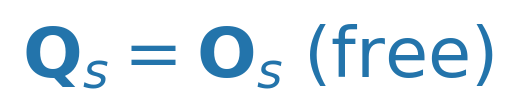 Qₛ = Oₛ (free)